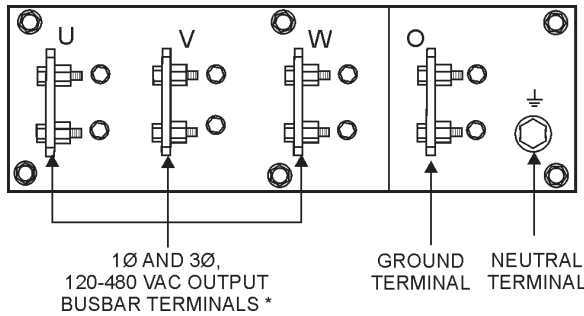 U V W O
1Ø AND 3Ø,
120-480 VAC OUTPUT
BUSBAR TERMINALS *
GROUND
TERMINAL
NEUTRAL
TERMINAL